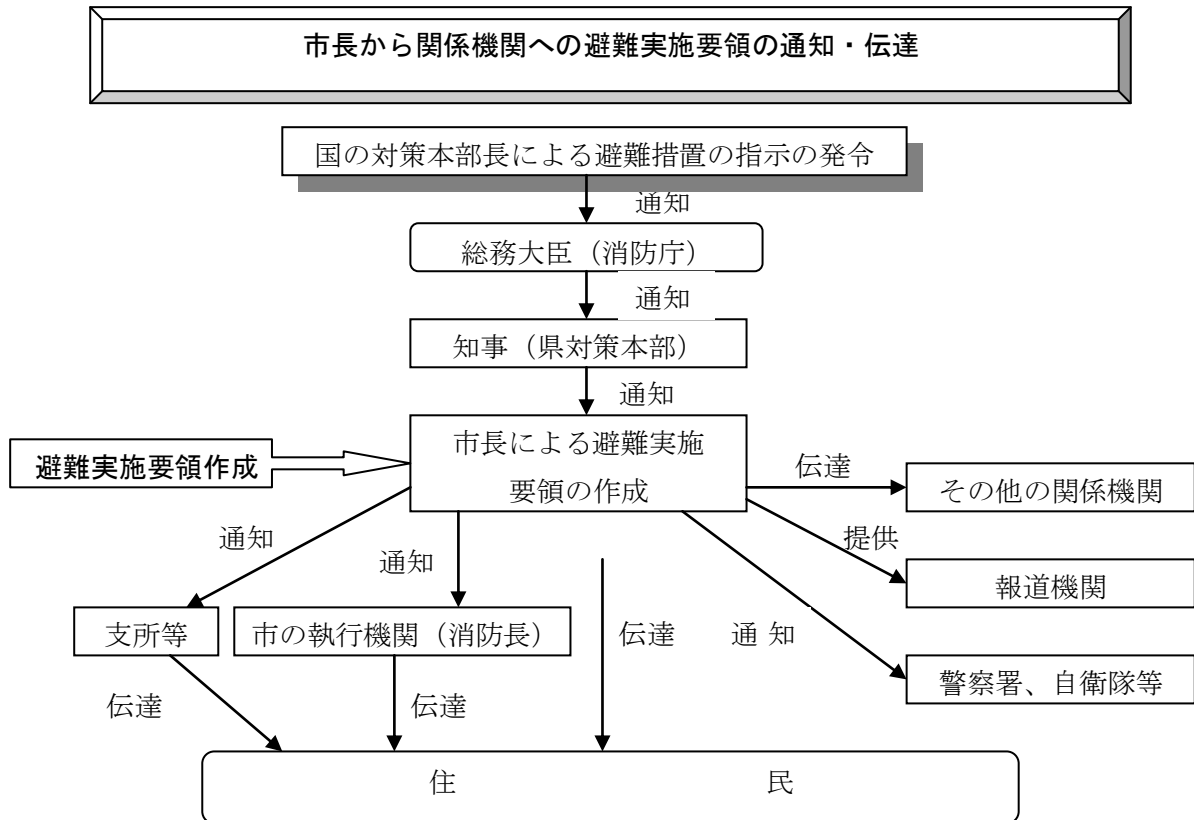 市長から関係機関への避難実施要領の通知・伝達
国の対策本部長による避難措置の指示の発令
通知
総務大臣（消防庁）
通知
知事（県対策本部）
通知
市長による避難実施
要領の作成
避難実施要領作成
伝達
その他の関係機関
通知
通知
提供
報道機関
支所等
市の執行機関（消防長）
伝達
通 知
警察署、自衛隊等
伝達
伝達
住 民